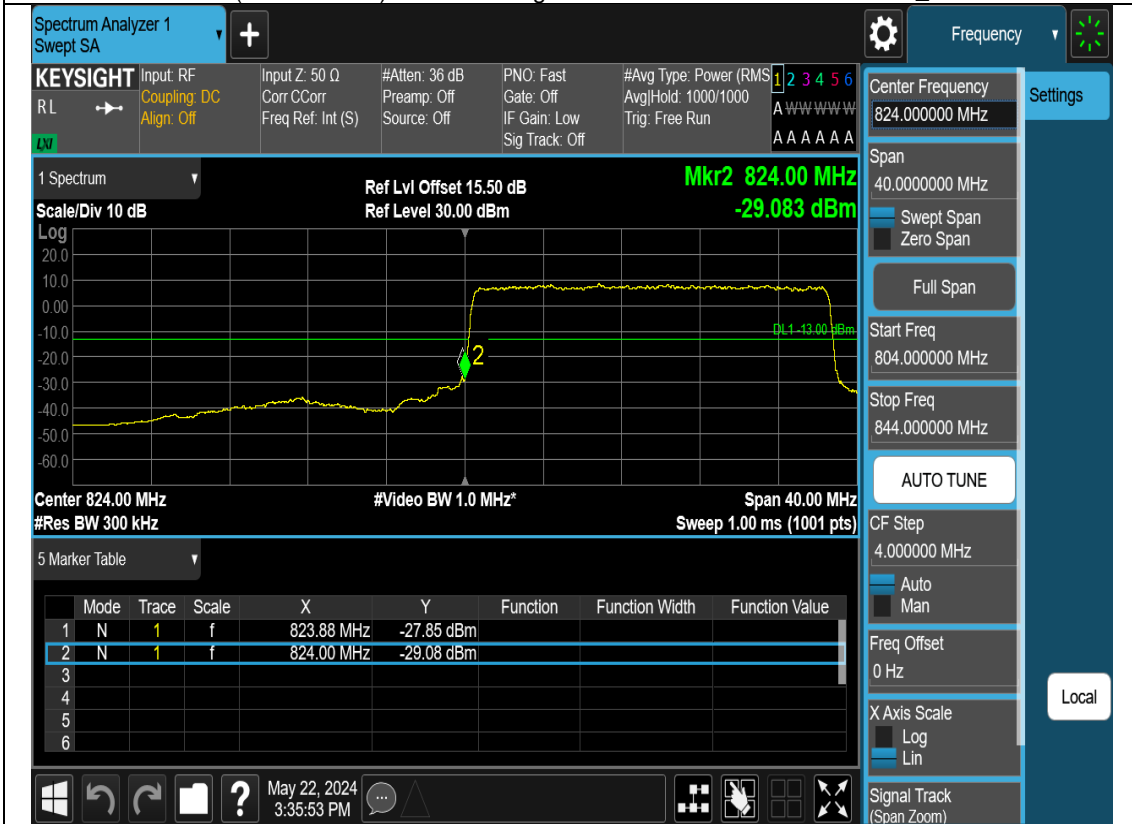 Spectrum Analyzer 1
Swept SA
Frequency
KEYSIGHT
RL
LXI
Input: RF
Coupling: DC
Align: Off
Input Z: 50 Ω
Corr CCorr
Freq Ref: Int (S)
#Atten: 36 dB
Preamp: Off
Source: Off
PNO: Fast
Gate: Off
IF Gain: Low
Sig Track: Off
#Avg Type: Power (RMS
Avg|Hold: 1000/1000
Trig: Free Run
1 2 3 4 5 6
A W W W W W
A A A A A A
1 Spectrum
Scale/Div 10 dB
Ref Lvl Offset 15.50 dB
Ref Level 30.00 dBm
Mkr2 824.00 MHz
-29.083 dBm
Log
20.0
10.0
0.00
-10.0
-20.0
-30.0
-40.0
-50.0
-60.0
DL1 -13.00 dBm
2
Center 824.00 MHz
#Video BW 1.0 MHz*
Span 40.00 MHz
#Res BW 300 kHz
Sweep 1.00 ms (1001 pts)
5 Marker Table
Mode Trace Scale X Y Function Function Width Function Value
1 N 1 f 823.88 MHz -27.85 dBm
2 N 1 f 824.00 MHz -29.08 dBm
3
4
5
6
May 22, 2024
3:35:53 PM
Center Frequency
824.000000 MHz
Settings
Span
40.0000000 MHz
Swept Span
Zero Span
Full Span
Start Freq
804.000000 MHz
Stop Freq
844.000000 MHz
AUTO TUNE
CF Step
4.000000 MHz
Auto
Man
Freq Offset
0 Hz
X Axis Scale
Log
Lin
Local
Signal Track
(Span Zoom)